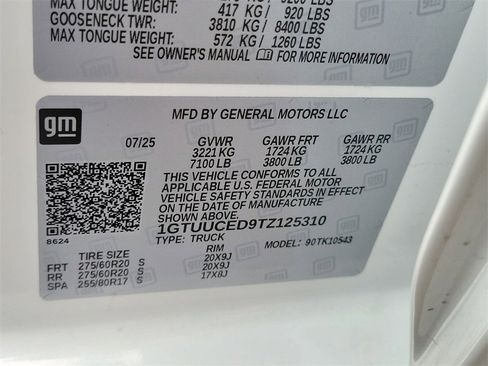 MAX TONGUE WEIGHT: 417 KG/ 920 LBS
GOOSENECK TWR: 3810 KG/ 8400 LBS
MAX TONGUE WEIGHT: 572 KG/ 1260 LBS
SEE OWNER'S MANUAL FOR MORE INFORMATION
gm
MFD BY GENERAL MOTORS LLC
07/25 GVWR GAWR FRT GAWR RR
3221 KG 1724 KG 1724 KG
7100 LB 3800 LB 3800 LB
THIS VEHICLE CONFORMS TO ALL
APPLICABLE U.S. FEDERAL MOTOR
VEHICLE SAFETY STANDARDS IN EFFECT
ON THE DATE OF MANUFACTURE
SHOWN ABOVE.
1GTUUCED9TZ125310
TYPE: TRUCK MODEL: 90TK10543
8624
TIRE SIZE RIM
FRT 275/60R20 S 20X9J
RR 275/60R20 S 20X9J
SPA 255/80R17 S 17X8J